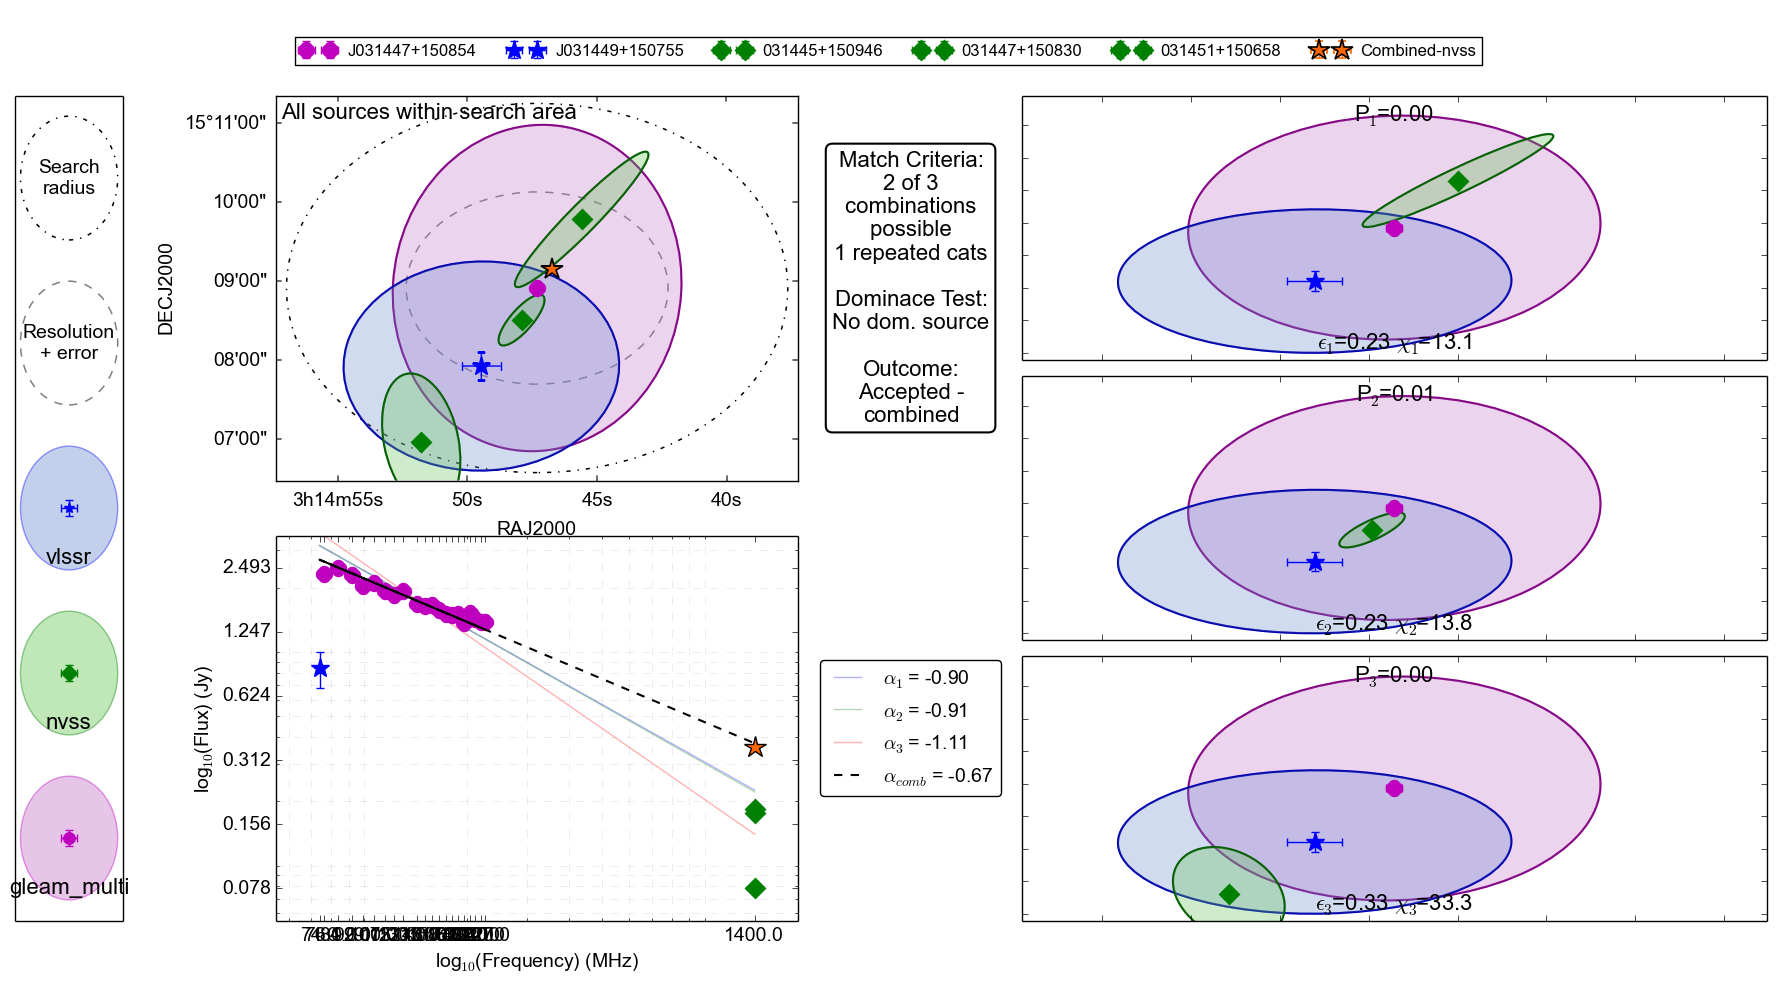 J031447+150854 J031449+150755 031445+150946 031447+150830 031451+150658 Combined-nvss
Search
radius
Resolution
+ error
vlssr
nvss
gleam_multi
All sources within search area
15°11'00"
10'00"
09'00"
08'00"
07'00"
DECJ2000
3h14m55s 50s 45s 40s
RAJ2000
2.493
1.247
0.624
0.312
0.156
0.078
log10(Flux) (Jy)
1400.0
log10(Frequency) (MHz)
Match Criteria:
2 of 3
combinations
possible
1 repeated cats
Dominace Test:
No dom. source
Outcome:
Accepted -
combined
α1 = -0.90
α2 = -0.91
α3 = -1.11
αcomb = -0.67
P1=0.00
ϵ1=0.23 χ1=13.1
P2=0.01
ϵ2=0.23 χ2=13.8
P3=0.00
ϵ3=0.33 χ3=33.3